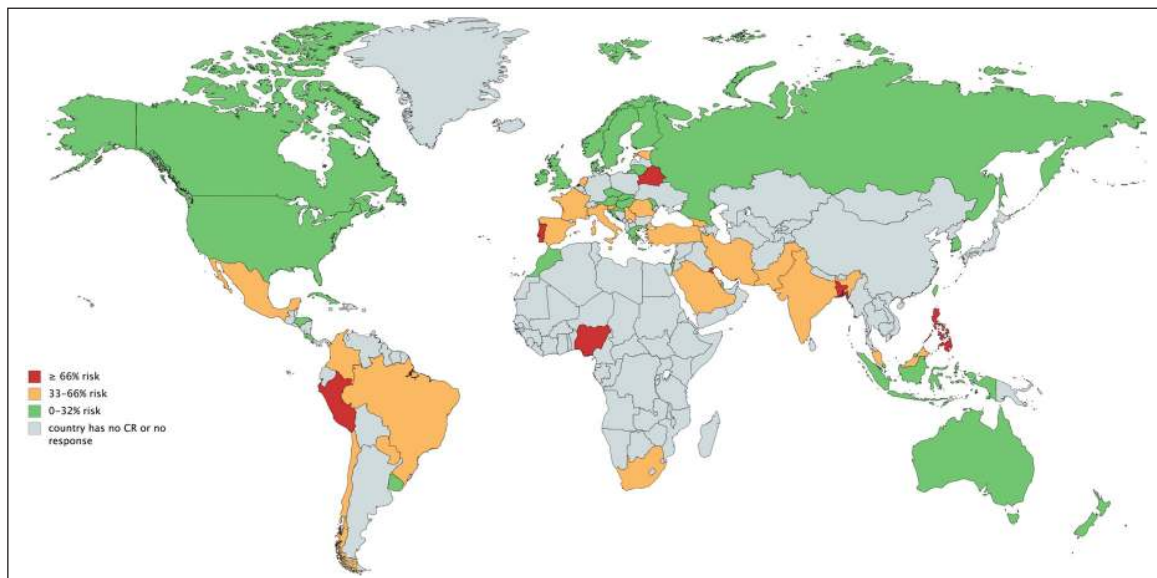 ≥ 66% risk
33–66% risk
0–32% risk
country has no CR or no
response